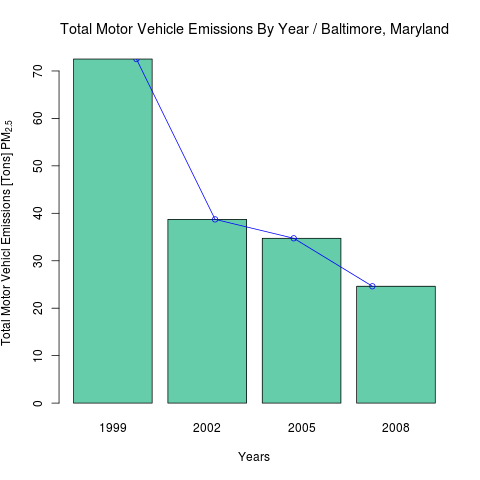 Total Motor Vehicle Emissions By Year / Baltimore, Maryland
Total Motor Vehicl Emissions [Tons] PM2.5
70
60
50
40
30
20
10
0
1999 2002 2005 2008
Years